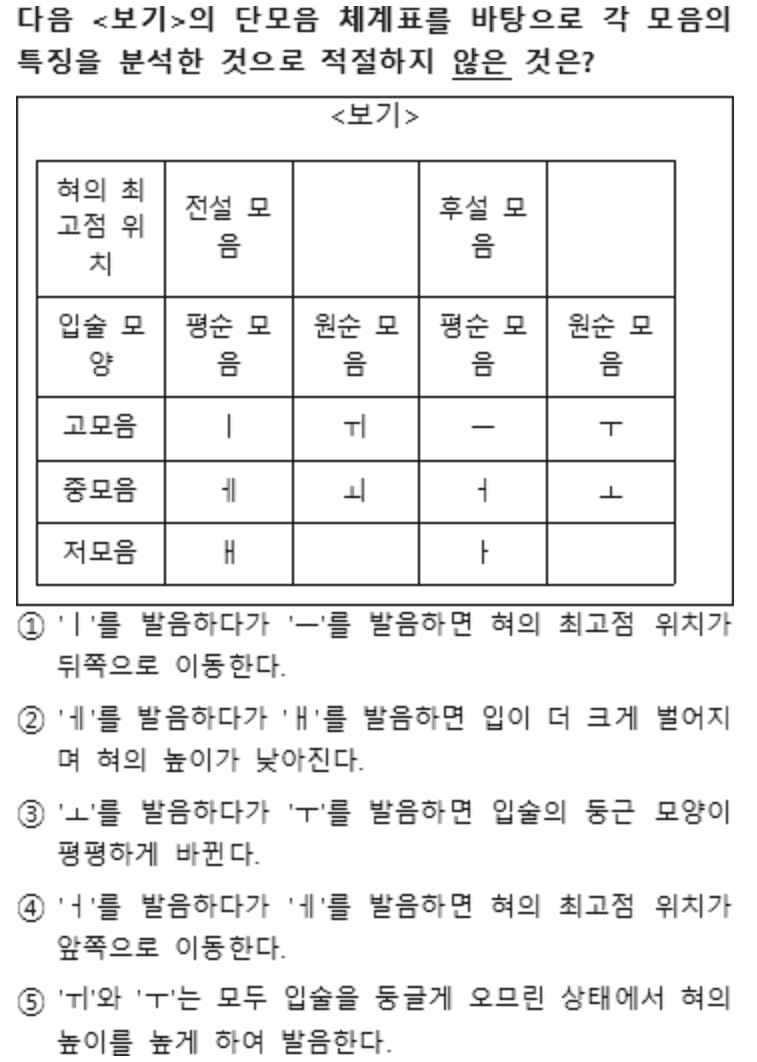 다음 <보기>의 단모음 체계표를 바탕으로 각 모음의
특징을 분석한 것으로 적절하지 않은 것은?
<보기>
혀의 최고점 위치 전설 모음 후설 모음
입술 모양 평순 모음 원순 모음 평순 모음 원순 모음
고모음 ㅣ ㅟ ㅡ ㅜ
중모음 ㅔ ㅚ ㅓ ㅗ
저모음 ㅐ ㅏ
① 'ㅣ'를 발음하다가 'ㅡ'를 발음하면 혀의 최고점 위치가
뒤쪽으로 이동한다.
② 'ㅔ'를 발음하다가 'ㅐ'를 발음하면 입이 더 크게 벌어지
며 혀의 높이가 낮아진다.
③ 'ㅗ'를 발음하다가 'ㅜ'를 발음하면 입술의 둥근 모양이
평평하게 바뀐다.
④ 'ㅓ'를 발음하다가 'ㅔ'를 발음하면 혀의 최고점 위치가
앞쪽으로 이동한다.
⑤ 'ㅟ'와 'ㅜ'는 모두 입술을 둥글게 오므린 상태에서 혀의
높이를 높게 하여 발음한다.